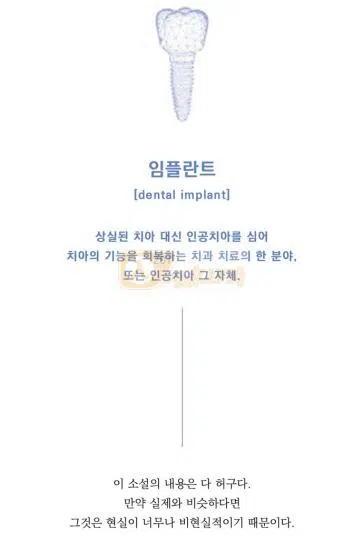 임플란트
[dental implant]
상실된 치아 대신 인공치아를 심어
치아의 기능을 회복하는 치과 치료의 한 분야,
또는 인공치아 그 자체.
이 소설의 내용은 다 허구다.
만약 실제와 비슷하다면
그것은 현실이 너무나 비현실적이기 때문이다.